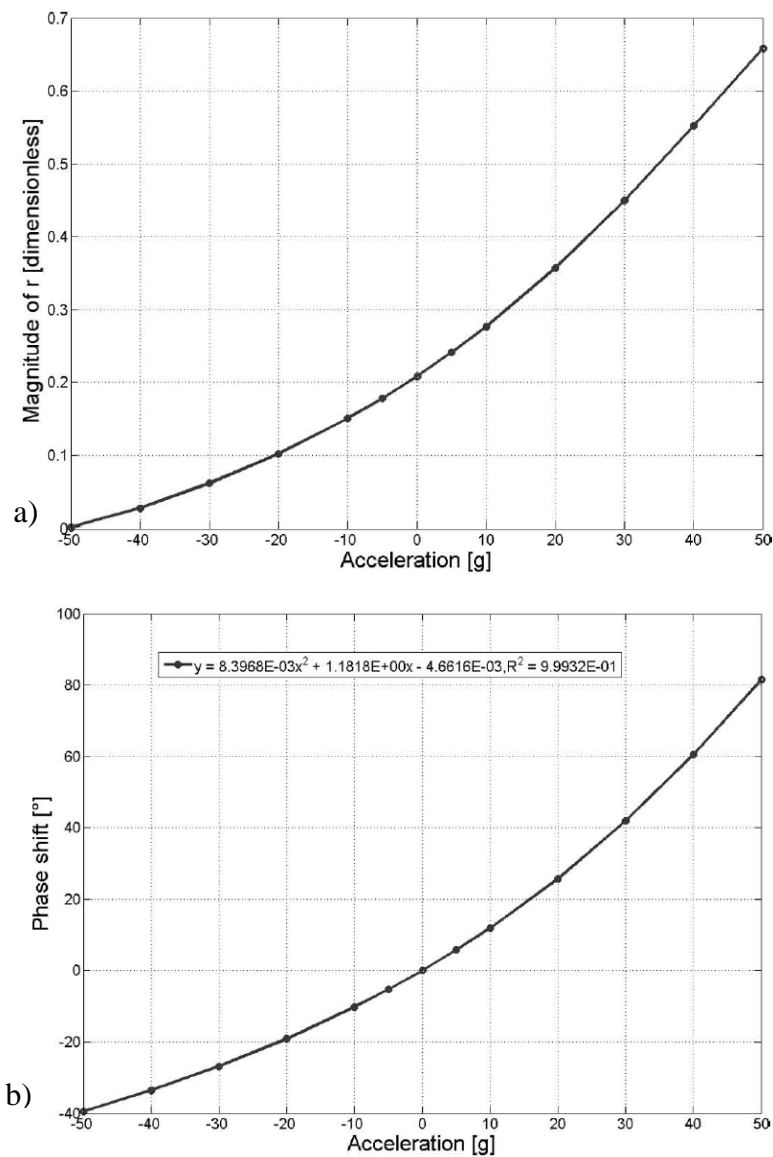 0.7
0.6
0.5
0.4
0.3
0.2
0.1
0
Magnitude of r [dimensionless]
a)
-50 -40 -30 -20 -10 0 10 20 30 40 50
Acceleration [g]
100
80
60
40
20
0
-20
-40
Phase shift [°]
y = 8.3968E-03x² + 1.1818E+00x - 4.6616E-03,R² = 9.9932E-01
b)
-50 -40 -30 -20 -10 0 10 20 30 40 50
Acceleration [g]